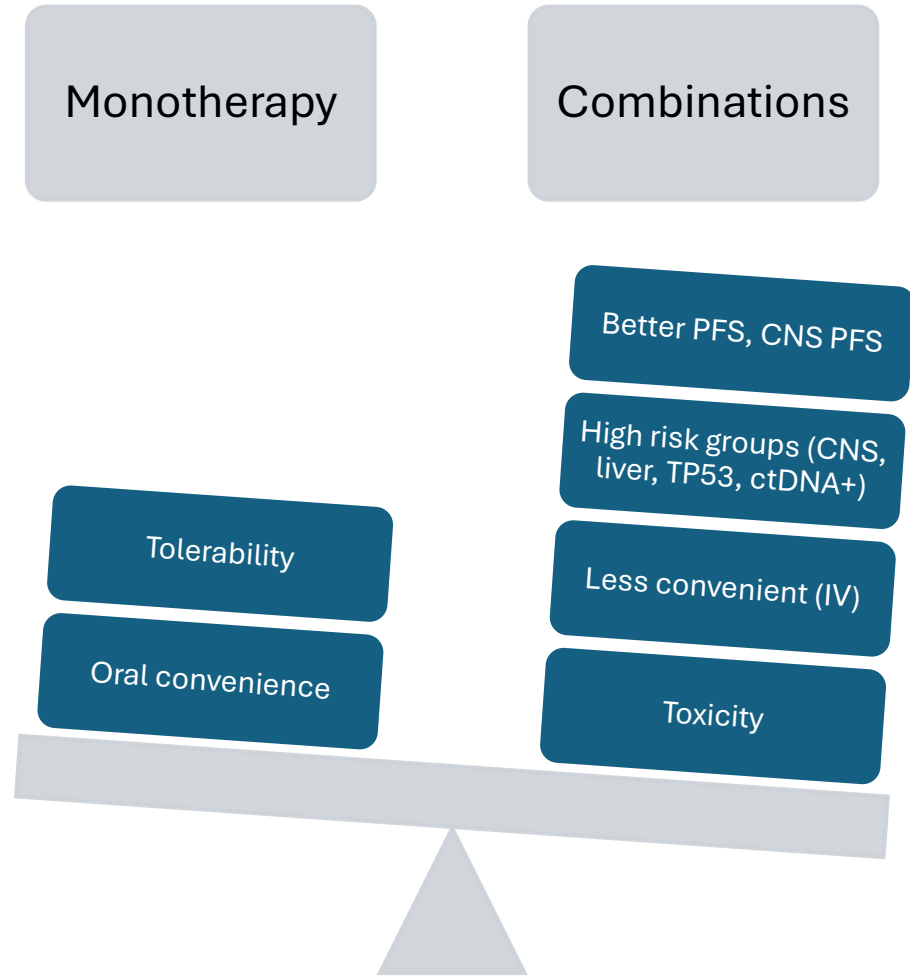 Monotherapy
Combinations
Better PFS, CNS PFS
High risk groups (CNS,
liver, TP53, ctDNA+)
Tolerability
Less convenient (IV)
Oral convenience
Toxicity